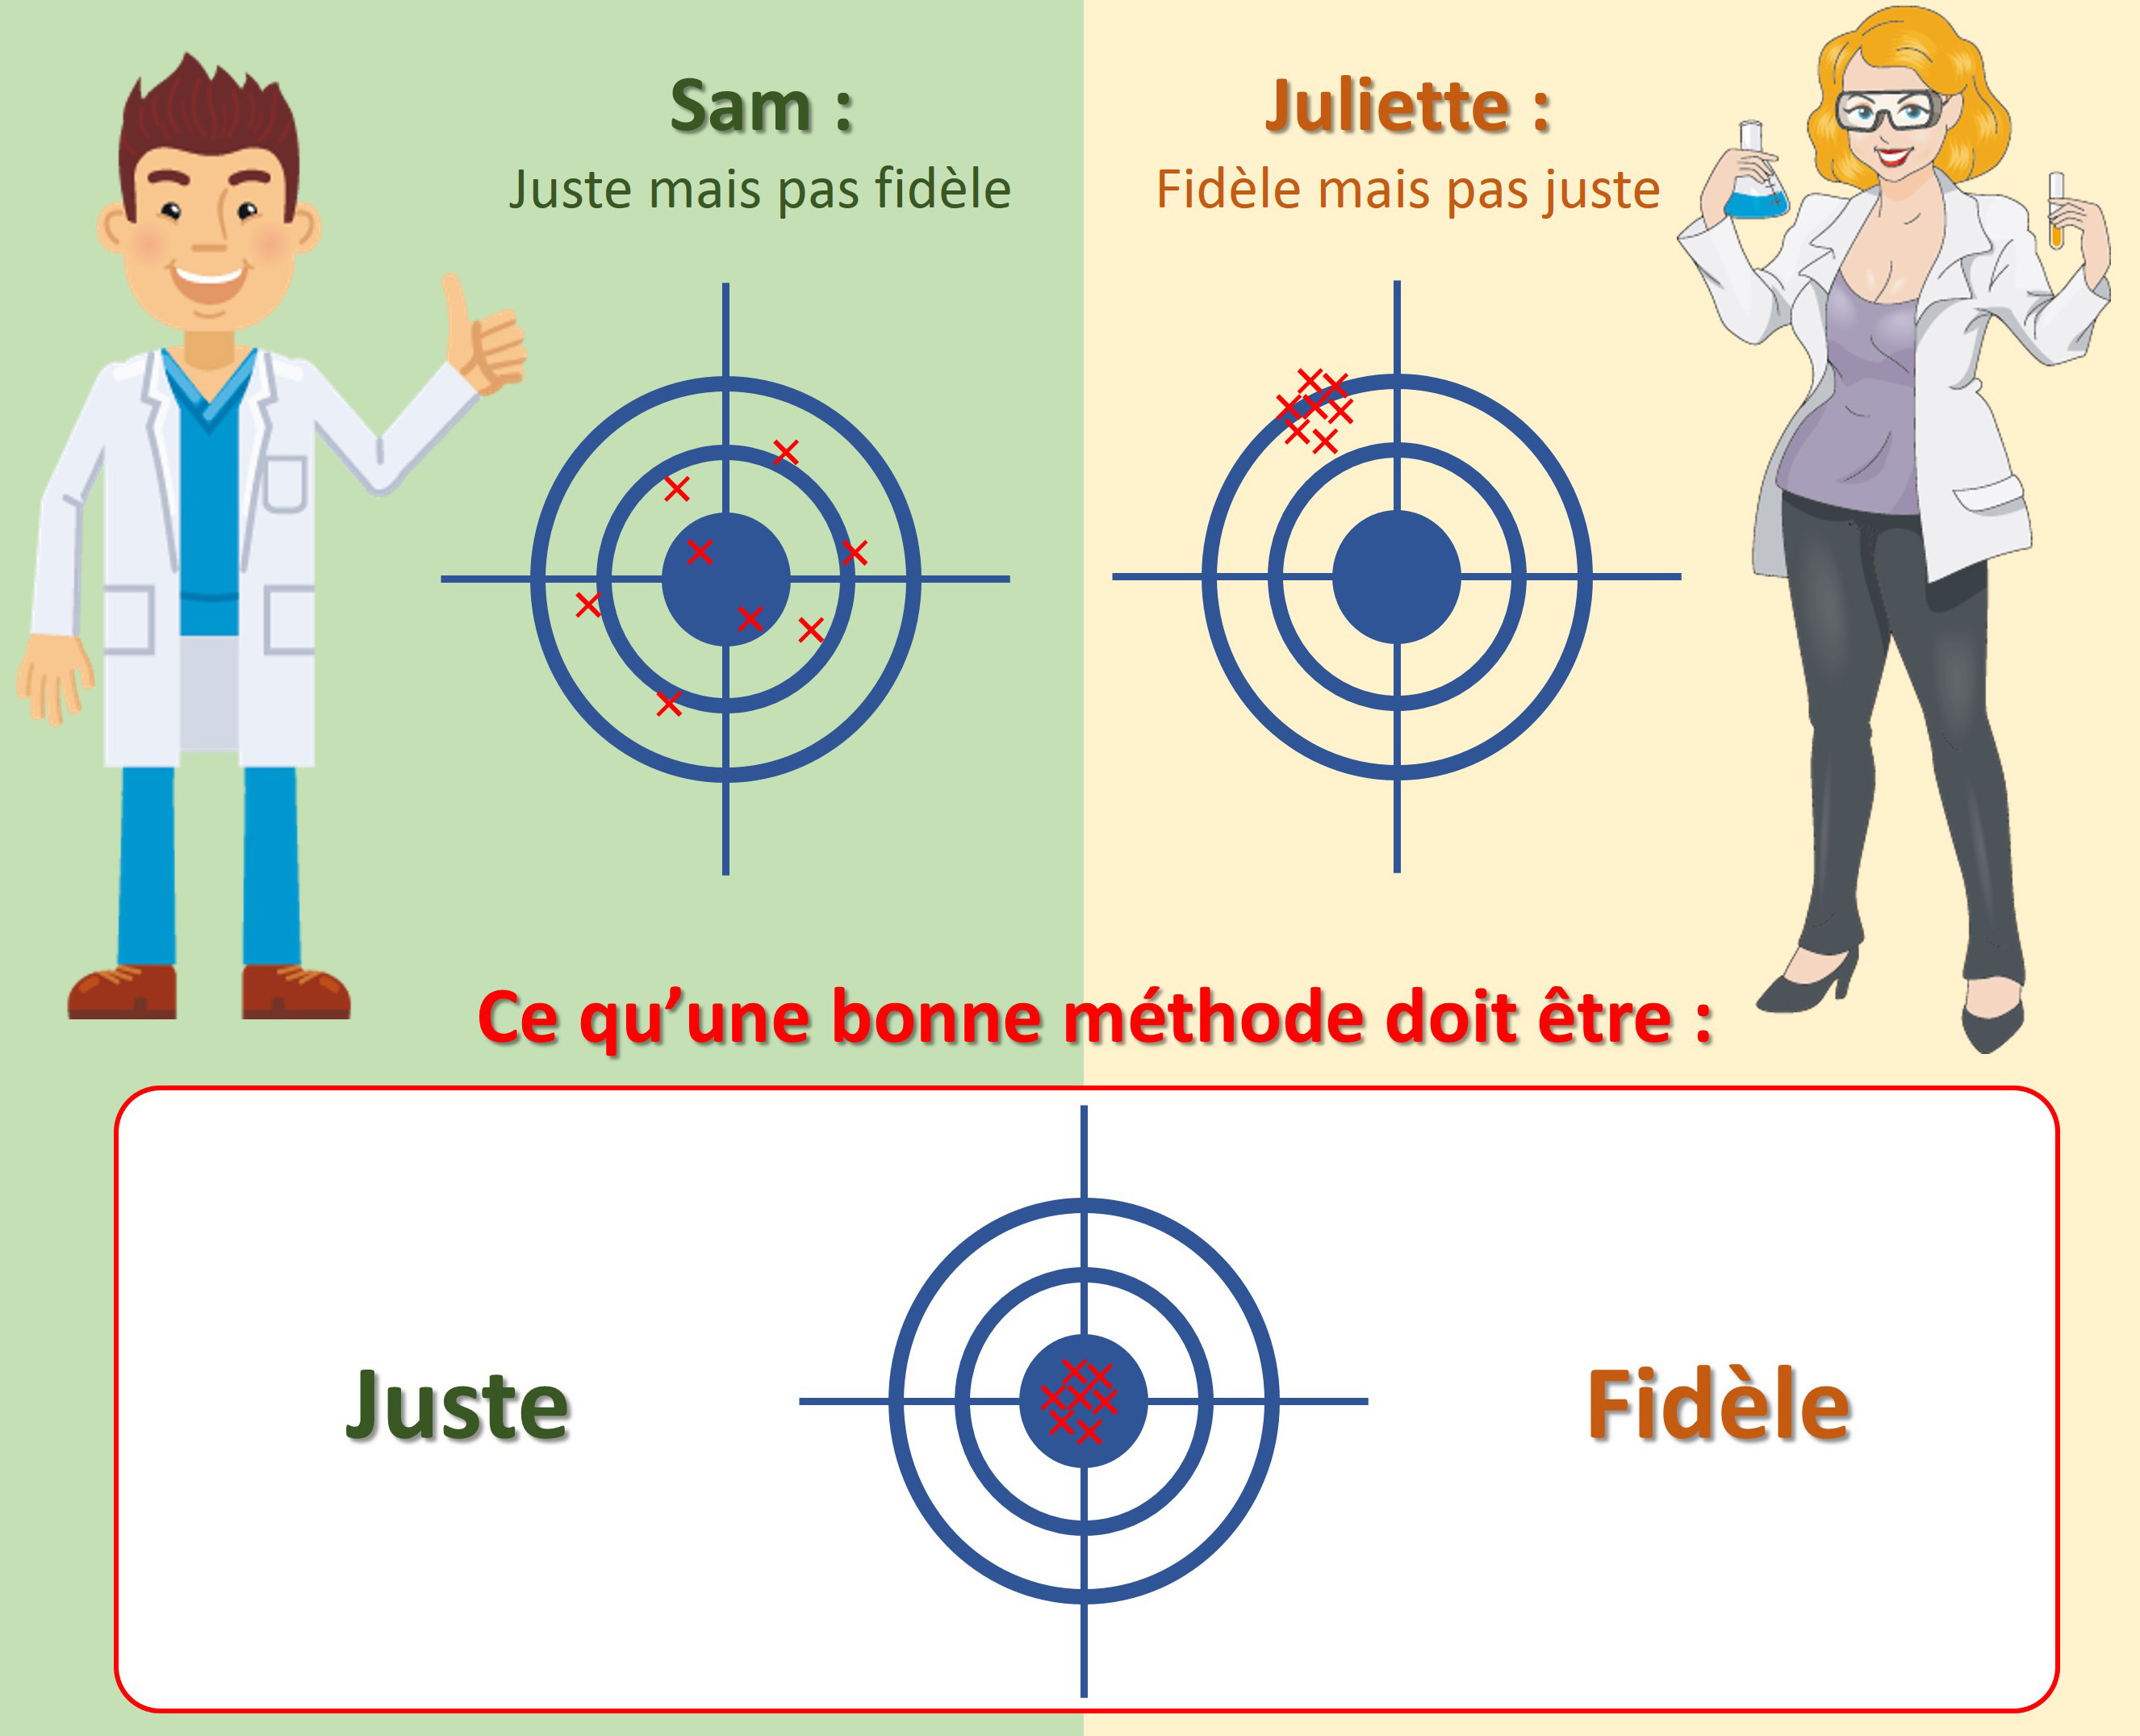 Sam :
Juste mais pas fidèle
Juliette :
Fidèle mais pas juste
Ce qu’une bonne méthode doit être :
Juste
Fidèle